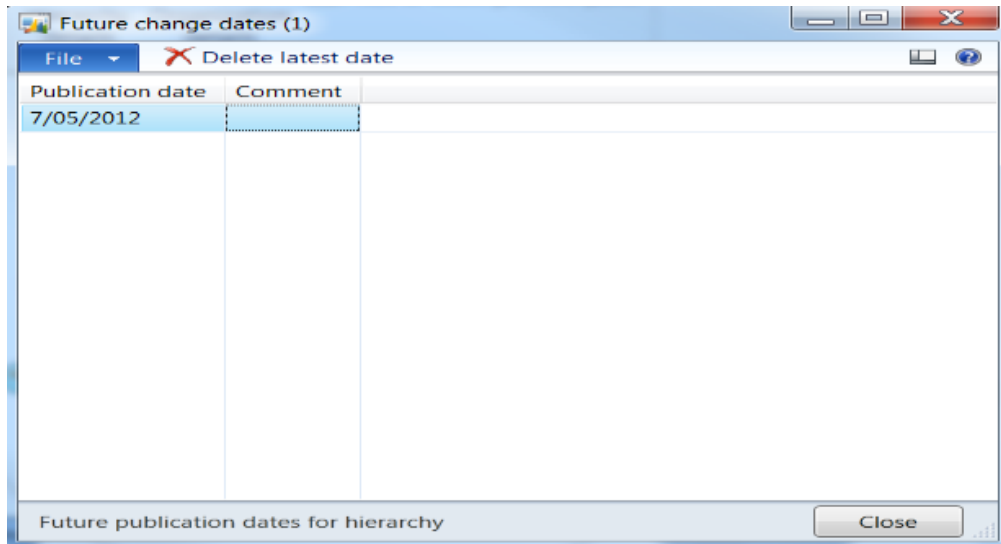 Future change dates (1)
File Delete latest date
Publication date Comment
7/05/2012
Future publication dates for hierarchy Close